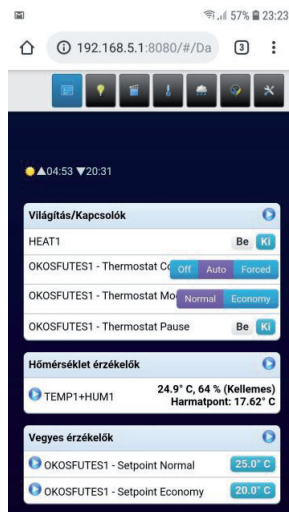 57% 23:23
192.168.5.1:8080/#/Da 3
▲04:53 ▼20:31
Világítás/Kapcsolók
HEAT1 Be Ki
OKOSFUTES1 - Thermostat Co Off Auto Forced
OKOSFUTES1 - Thermostat Mo Normal Economy
OKOSFUTES1 - Thermostat Pause Be Ki
Hőmérséklet érzékelők
TEMP1+HUM1 24.9° C, 64 % (Kellemes)
Harmatpont: 17.62° C
Vegyes érzékelők
OKOSFUTES1 - Setpoint Normal 25.0° C
OKOSFUTES1 - Setpoint Economy 20.0° C